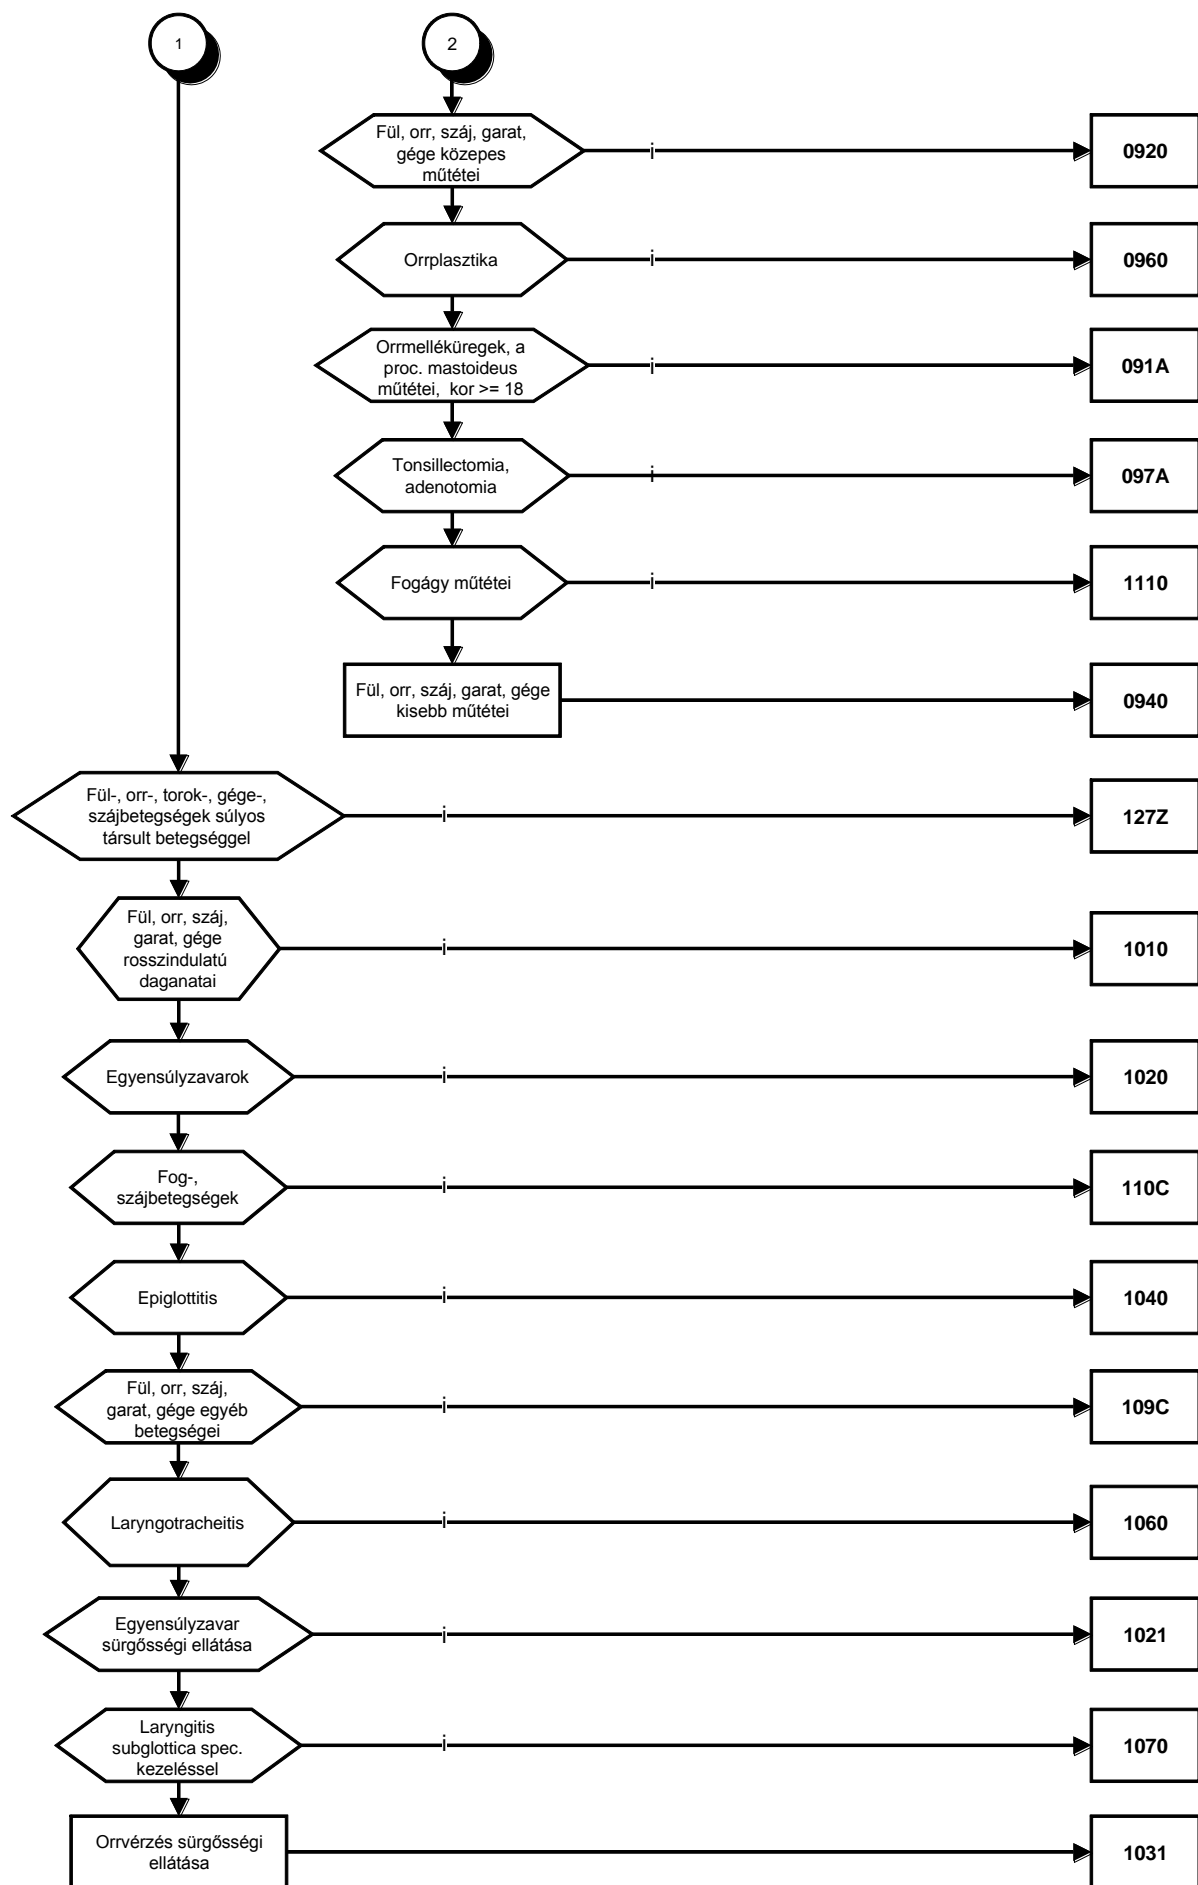 1
2
Fül, orr, száj, garat,
gége közepes
műtétei
i
0920
Orrplasztika
i
0960
Orrmelléküregek, a
proc. mastoideus
műtétei, kor >= 18
i
091A
Tonsillectomia,
adenotomia
i
097A
Fogágy műtétei
i
1110
Fül, orr, száj, garat, gége
kisebb műtétei
0940
Fül-, orr-, torok-, gége-,
szájbetegségek súlyos
társult betegséggel
i
127Z
Fül, orr, száj,
garat, gége
rosszindulatú
daganatai
i
1010
Egyensúlyzavarok
i
1020
Fog-,
szájbetegségek
i
110C
Epiglottitis
i
1040
Fül, orr, száj,
garat, gége egyéb
betegségei
i
109C
Laryngotracheitis
i
1060
Egyensúlyzavar
sürgősségi ellátása
i
1021
Laryngitis
subglottica spec.
kezeléssel
i
1070
Orrvérzés sürgősségi
ellátása
1031